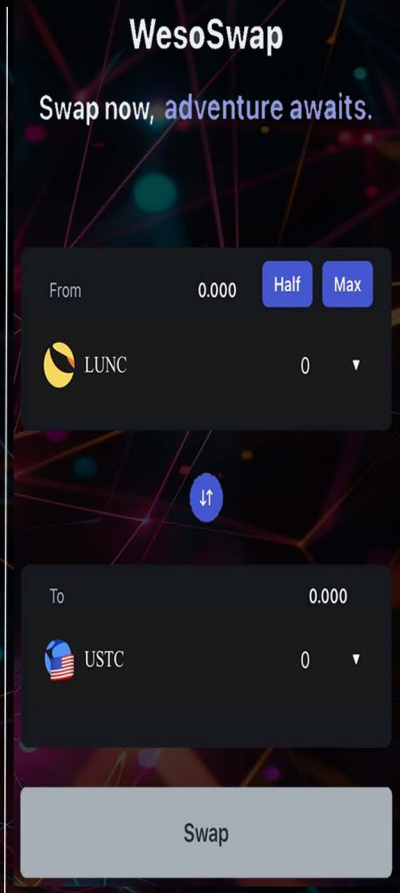 WesoSwap
Swap now, adventure awaits.
From 0.000 Half Max
LUNC 0
To 0.000
USTC 0
Swap